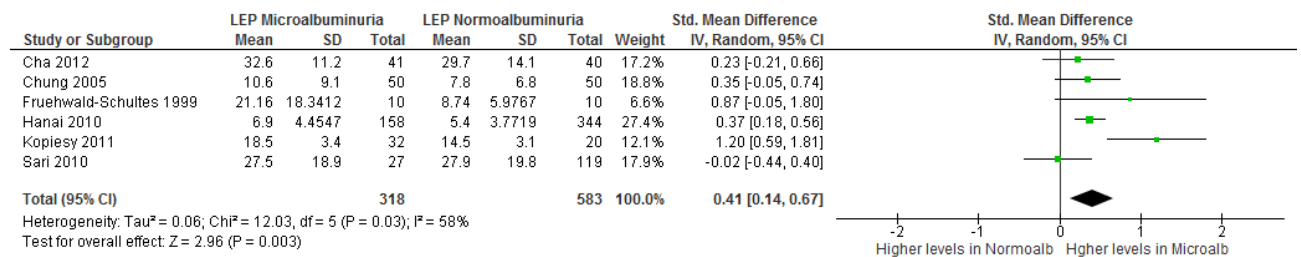 LEP Microalbuminuria LEP Normoalbuminuria Std. Mean Difference Std. Mean Difference
Study or Subgroup Mean SD Total Mean SD Total Weight IV, Random, 95% CI IV, Random, 95% CI
Cha 2012 32.6 11.2 41 29.7 14.1 40 17.2% 0.23 [-0.21, 0.66]
Chung 2005 10.6 9.1 50 7.8 6.8 50 18.8% 0.35 [-0.05, 0.74]
Fruehwald-Schultes 1999 21.16 18.3412 10 8.74 5.9767 10 6.6% 0.87 [-0.05, 1.80]
Hanai 2010 6.9 4.4547 158 5.4 3.7719 344 27.4% 0.37 [0.18, 0.56]
Kopiesy 2011 18.5 3.4 32 14.5 3.1 20 12.1% 1.20 [0.59, 1.81]
Sari 2010 27.5 18.9 27 27.9 19.8 119 17.9% -0.02 [-0.44, 0.40]
Total (95% CI) 318 583 100.0% 0.41 [0.14, 0.67]
Heterogeneity: Tau² = 0.06; Chi² = 12.03, df = 5 (P = 0.03); I² = 58%
Test for overall effect: Z = 2.96 (P = 0.003)
-2 -1 0 1 2
Higher levels in Normoalb Hgher levels in Microalb